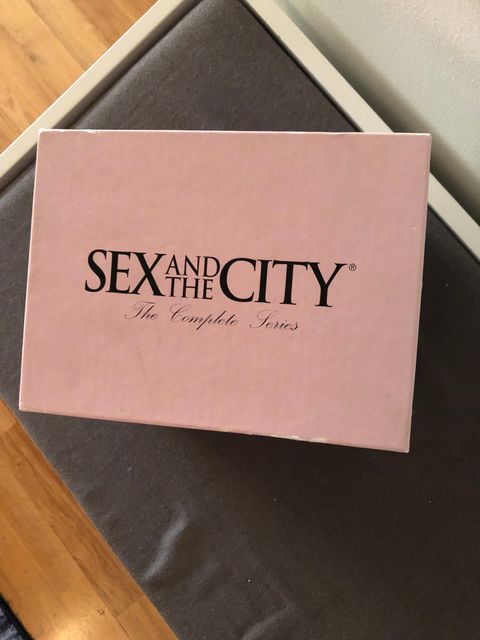 SEX AND THE CITY®
The Complete Series